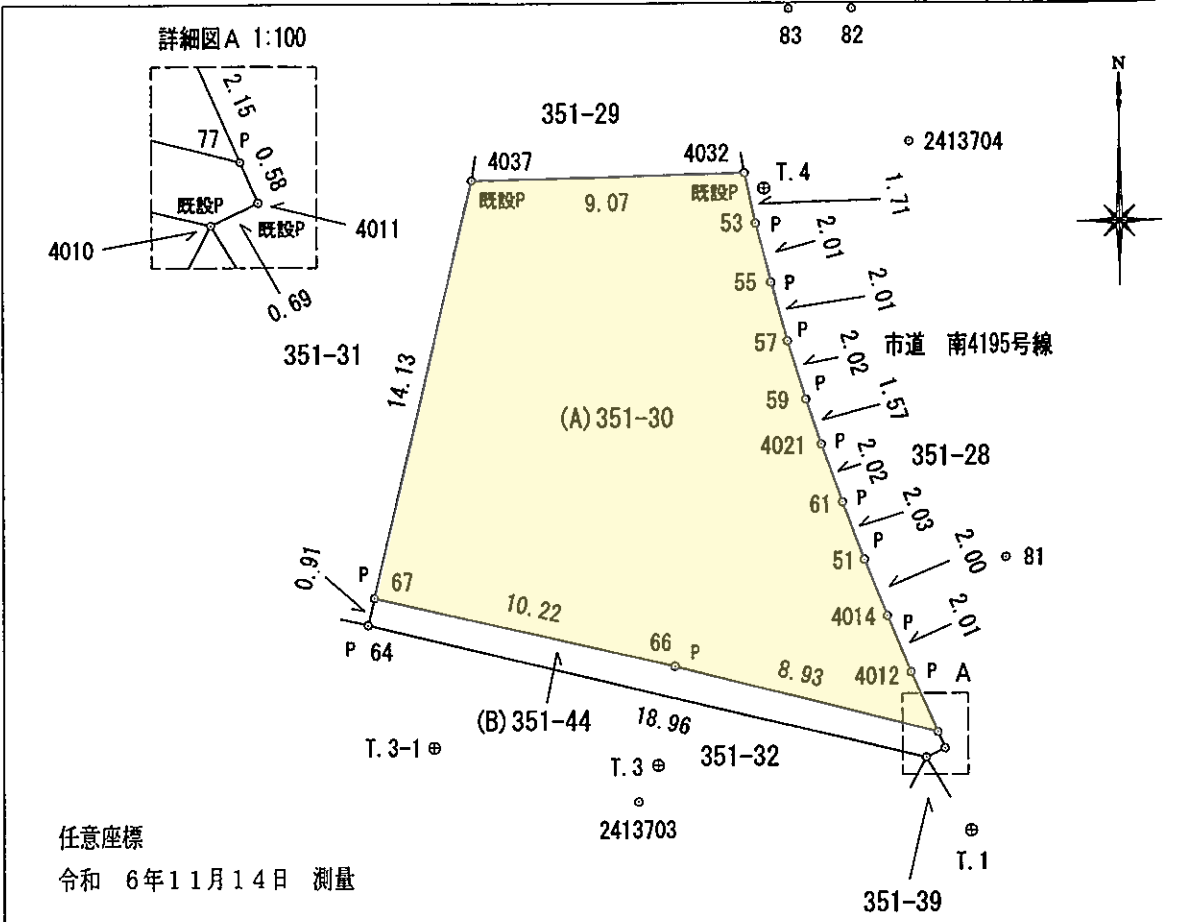 83
82
詳細図A 1:100
2.15
77
P
0.58
既設P
4010
既設P
4011
0.69
N
351-29
2413704
4037
4032
既設P
9.07
既設P
T.4
1.71
53
P
2.01
55
2.01
57
P
市道 南4195号線
2.02
59
P
1.57
351-31
14.13
(A)351-30
4021
P
2.02
351-28
61
P
2.03
51
P
2.00
81
4014
P
2.01
0.91
P
67
10.22
P
64
66
P
8.93
4012
P
A
(B)351-44
18.96
351-32
T.3-1
T.3
2413703
T.1
351-39
任意座標
令和 6年11月14日 測量